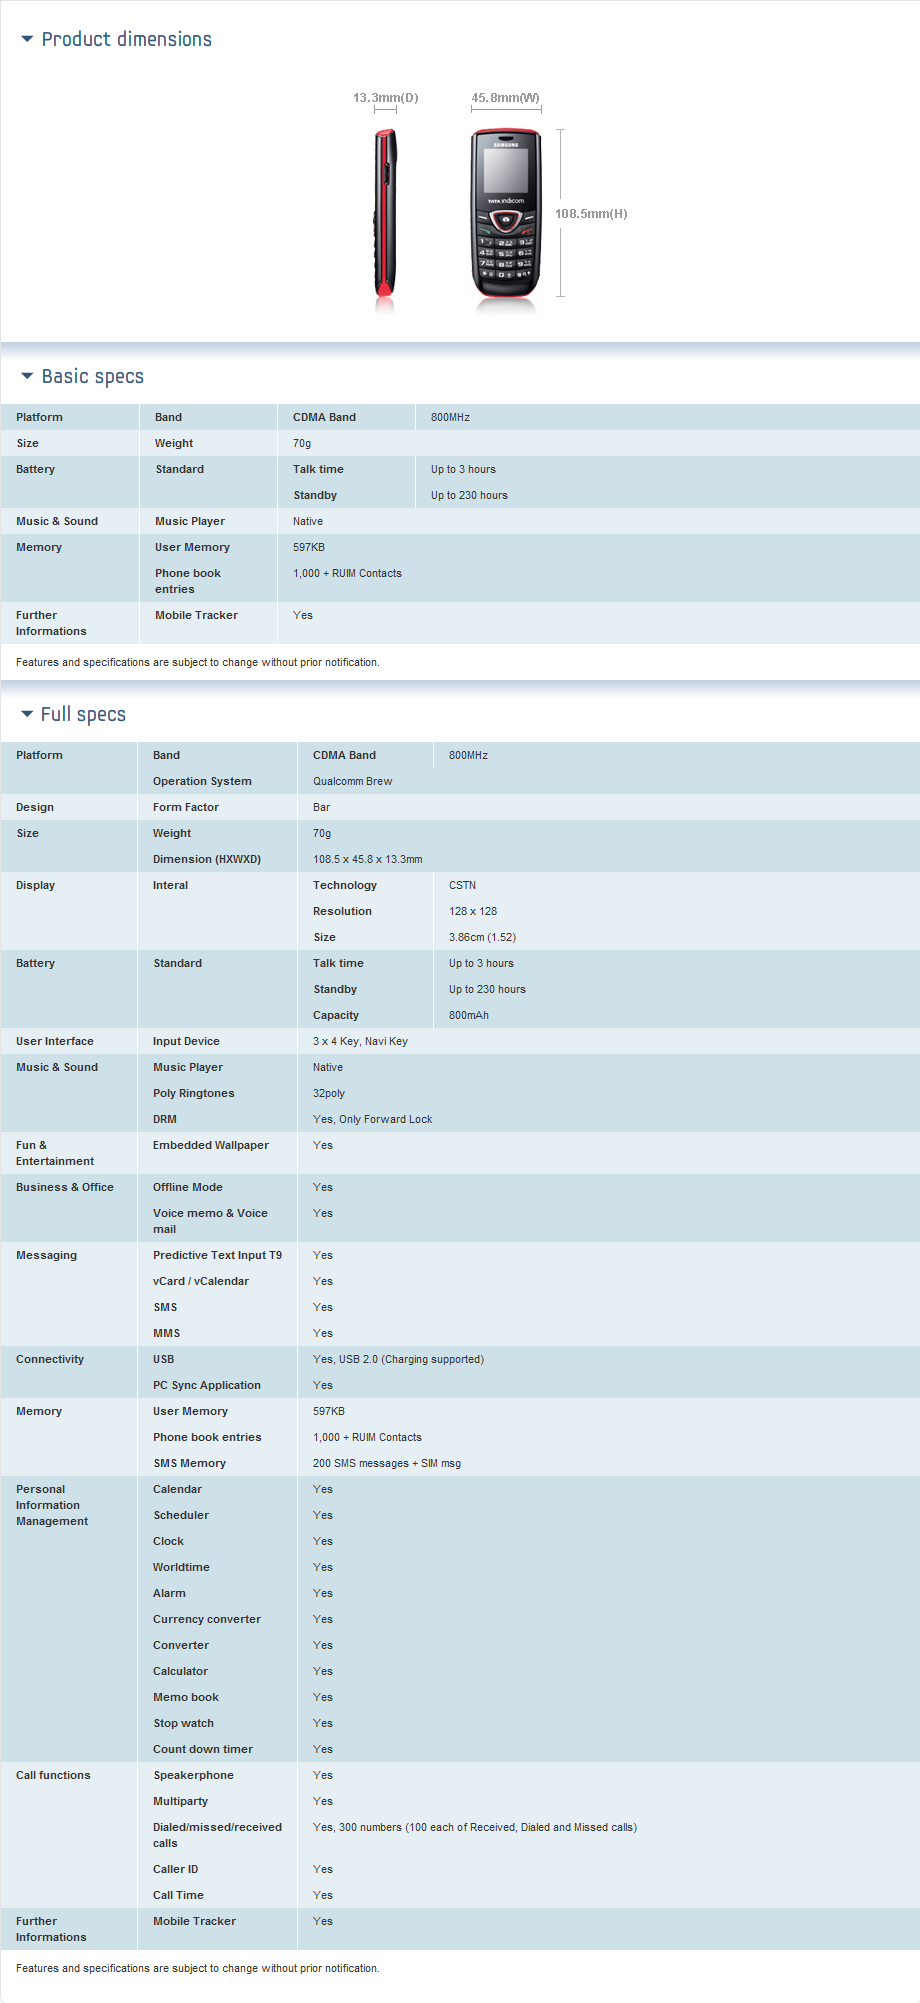 Product dimensions
13.3mm(D) 45.8mm(W)
SAMSUNG
TATA indicom
108.5mm(H)
Basic specs
Platform Band CDMA Band 800MHz
Size Weight 70g
Battery Standard Talk time Up to 3 hours
Standby Up to 230 hours
Music & Sound Music Player Native
Memory User Memory 597KB
Phone book
entries 1,000 + RUIM Contacts
Further
Informations Mobile Tracker Yes
Features and specifications are subject to change without prior notification.
Full specs
Platform Band CDMA Band 800MHz
Operation System Qualcomm Brew
Design Form Factor Bar
Size Weight 70g
Dimension (HXWXD) 108.5 x 45.8 x 13.3mm
Display Interal Technology CSTN
Resolution 128 x 128
Size 3.86cm (1.52)
Battery Standard Talk time Up to 3 hours
Standby Up to 230 hours
Capacity 800mAh
User Interface Input Device 3 x 4 Key, Navi Key
Music & Sound Music Player Native
Poly Ringtones 32poly
DRM Yes, Only Forward Lock
Fun &
Entertainment Embedded Wallpaper Yes
Business & Office Offline Mode Yes
Voice memo & Voice
mail Yes
Messaging Predictive Text Input T9 Yes
vCard / vCalendar Yes
SMS Yes
MMS Yes
Connectivity USB Yes, USB 2.0 (Charging supported)
PC Sync Application Yes
Memory User Memory 597KB
Phone book entries 1,000 + RUIM Contacts
SMS Memory 200 SMS messages + SIM msg
Personal
Information
Management Calendar Yes
Scheduler Yes
Clock Yes
Worldtime Yes
Alarm Yes
Currency converter Yes
Converter Yes
Calculator Yes
Memo book Yes
Stop watch Yes
Count down timer Yes
Call functions Speakerphone Yes
Multiparty Yes
Dialed/missed/received
calls Yes, 300 numbers (100 each of Received, Dialed and Missed calls)
Caller ID Yes
Call Time Yes
Further
Informations Mobile Tracker Yes
Features and specifications are subject to change without prior notification.